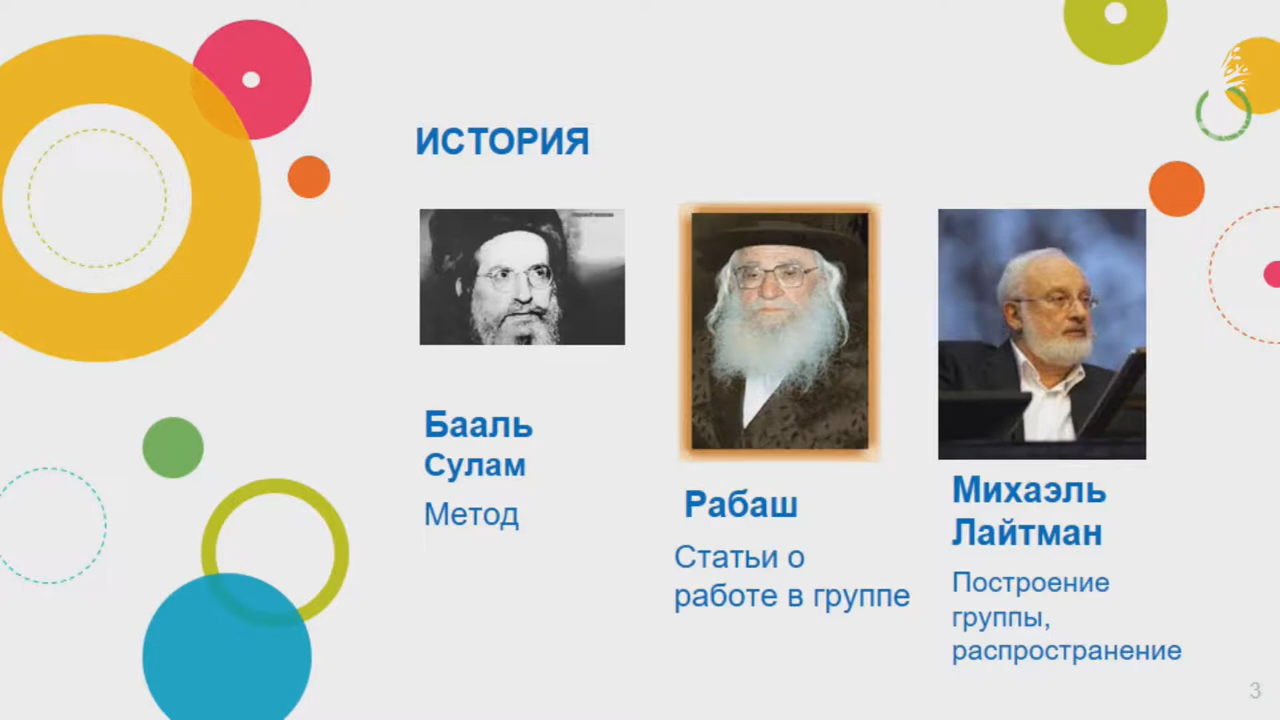 ИСТОРИЯ
Бааль
Сулам
Метод
Рабаш
Статьи о
работе в группе
Михаэль
Лайтман
Построение
группы,
распространение
3